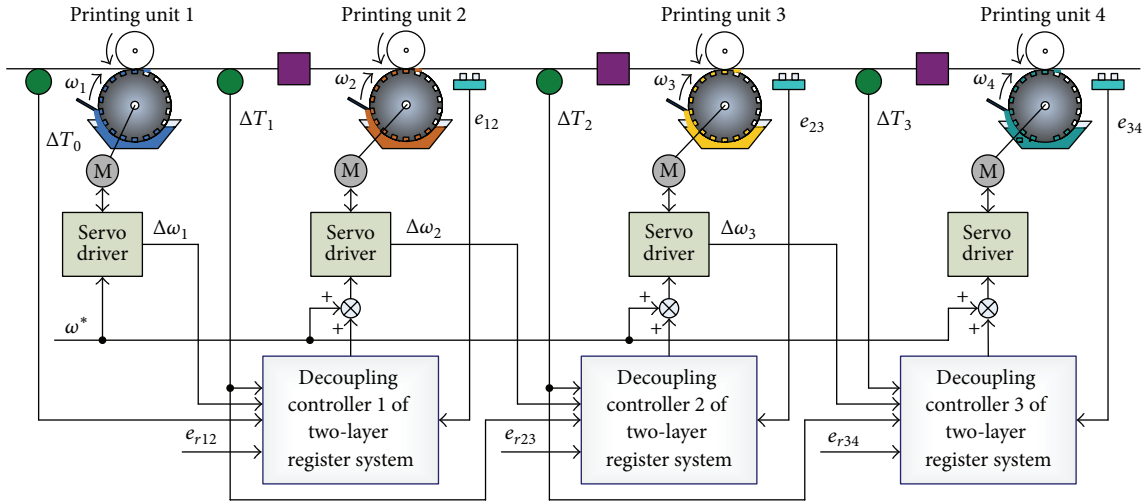 Printing unit 1
Printing unit 2
Printing unit 3
Printing unit 4
ω1
ω2
ω3
ω4
ΔT0
ΔT1
e12
ΔT2
e23
ΔT3
e34
M
M
M
M
Servo
driver
Δω1
Servo
driver
Δω2
Servo
driver
Δω3
Servo
driver
+
+
+
+
+
+
ω*
Decoupling
controller 1 of
two-layer
register system
Decoupling
controller 2 of
two-layer
register system
Decoupling
controller 3 of
two-layer
register system
er12
er23
er34